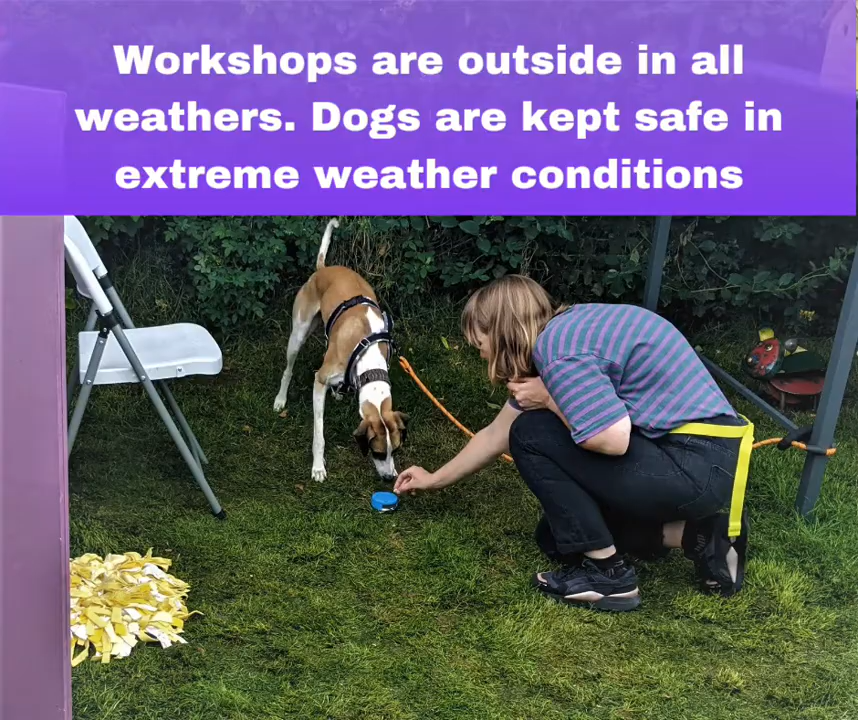 Workshops are outside in all
weathers. Dogs are kept safe in
extreme weather conditions